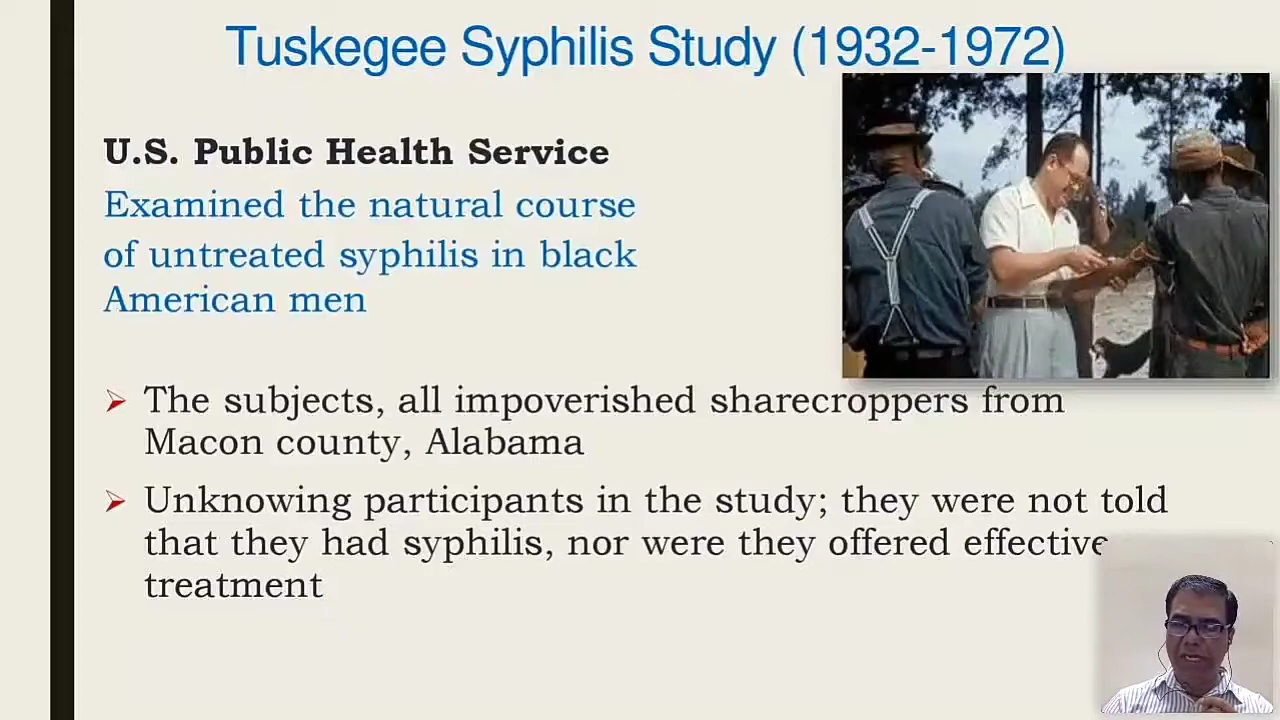 Tuskegee Syphilis Study (1932-1972)
U.S. Public Health Service
Examined the natural course
of untreated syphilis in black
American men
The subjects, all impoverished sharecroppers from
Macon county, Alabama
Unknowing participants in the study; they were not told
that they had syphilis, nor were they offered effective
treatment